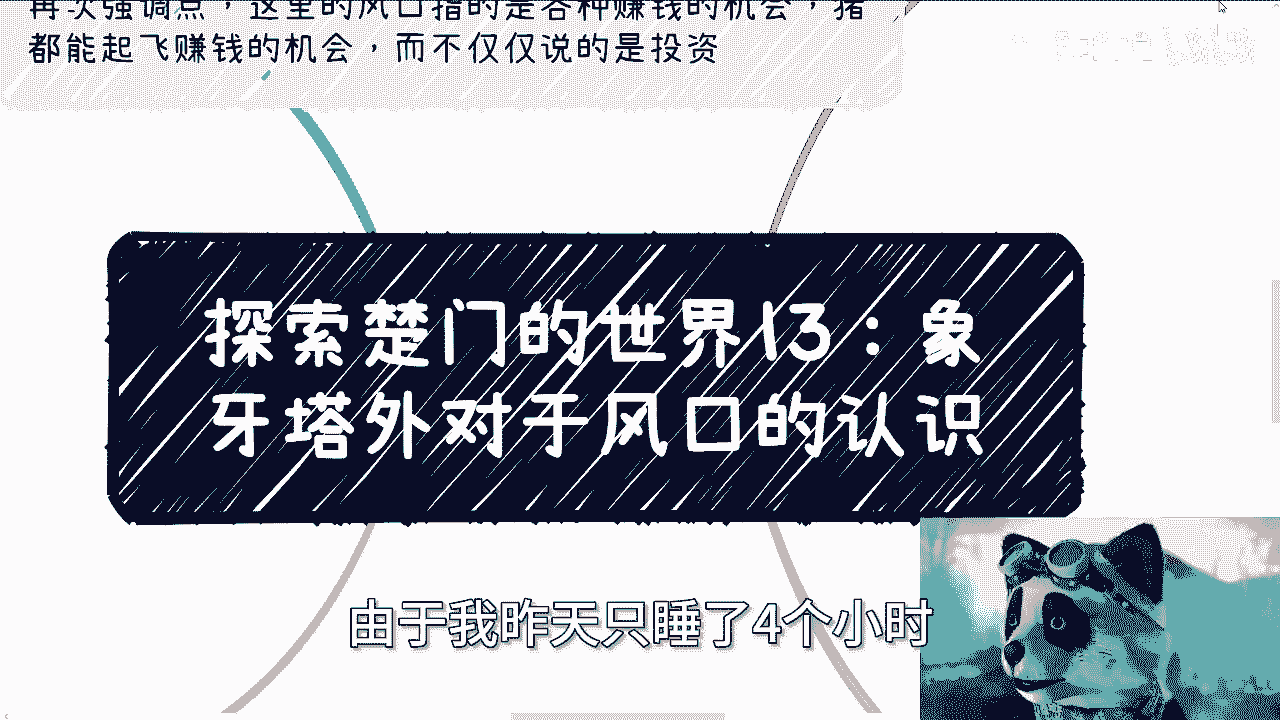 再次强调点，这里的风口指的是各种赚钱的机会，猪
都能起飞赚钱的机会，而不仅仅说的是投资
探索楚门的世界13：象
牙塔外对于风口的认识
由于我昨天只睡了4个小时